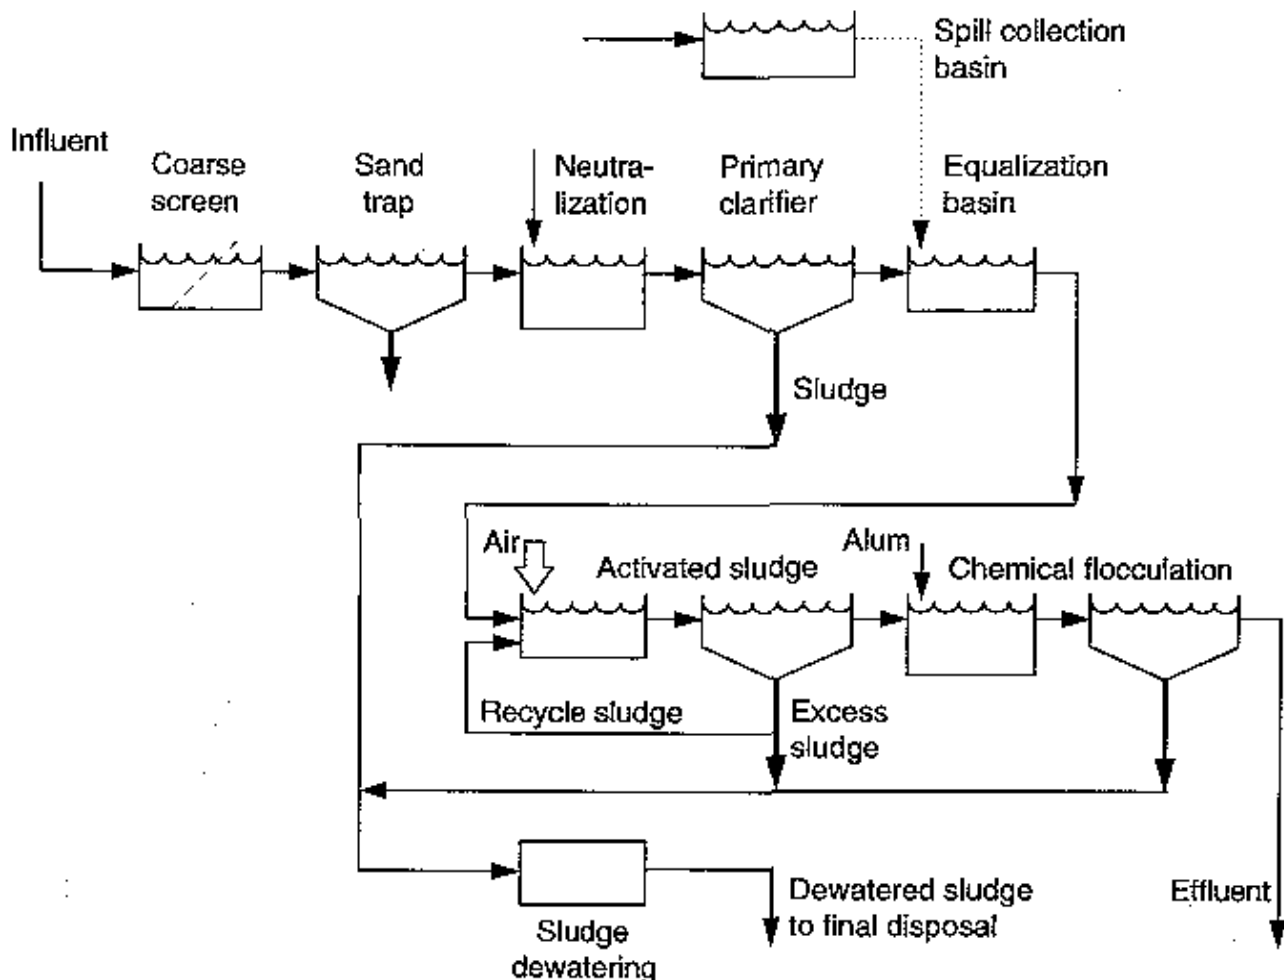 Spill collection
basin
Influent
Coarse
screen
Sand
trap
Neutra-
lization
Primary
clarifier
Equalization
basin
Sludge
Air
Activated sludge
Alum
Chemical flocculation
Recycle sludge
Excess
sludge
Sludge
dewatering
Dewatered sludge
to final disposal
Effluent